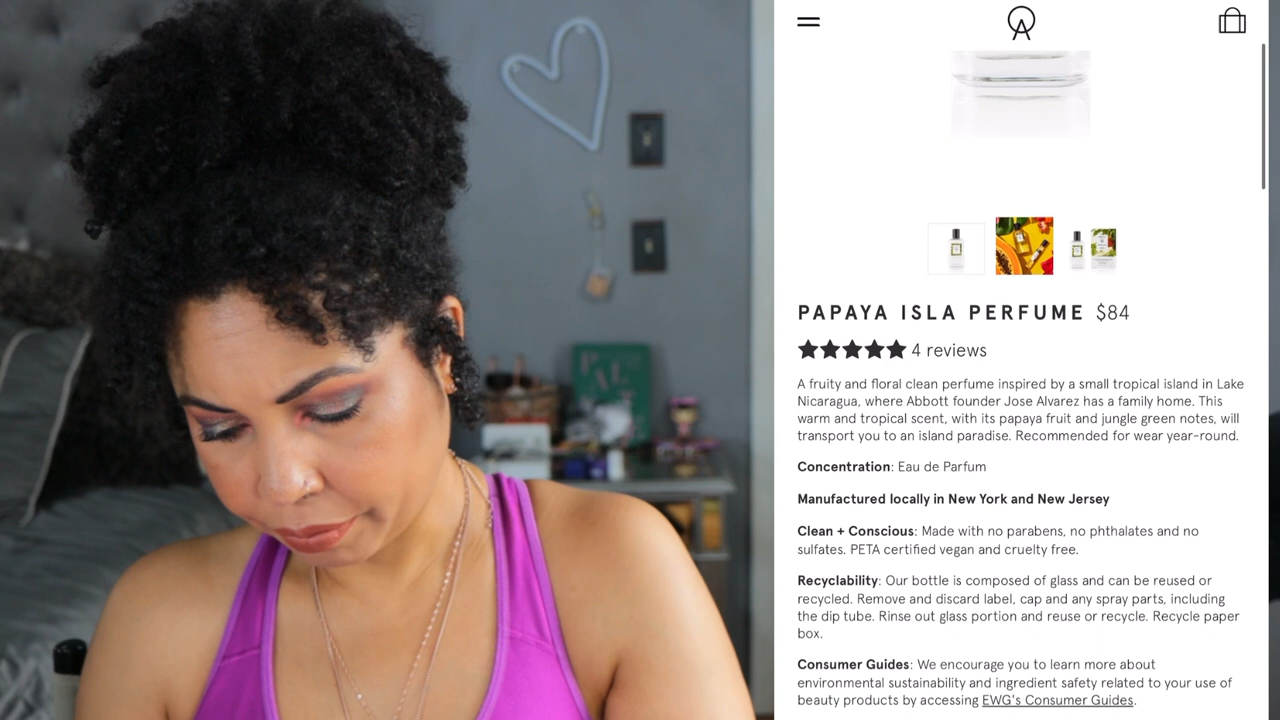 PAPAYA ISLA PERFUME $84
4 reviews
A fruity and floral clean perfume inspired by a small tropical island in Lake
Nicaragua, where Abbott founder Jose Alvarez has a family home. This
warm and tropical scent, with its papaya fruit and jungle green notes, will
transport you to an island paradise. Recommended for wear year-round.
Concentration: Eau de Parfum
Manufactured locally in New York and New Jersey
Clean + Conscious: Made with no parabens, no phthalates and no
sulfates. PETA certified vegan and cruelty free.
Recyclability: Our bottle is composed of glass and can be reused or
recycled. Remove and discard label, cap and any spray parts, including
the dip tube. Rinse out glass portion and reuse or recycle. Recycle paper
box.
Consumer Guides: We encourage you to learn more about
environmental sustainability and ingredient safety related to your use of
beauty products by accessing EWG's Consumer Guides.